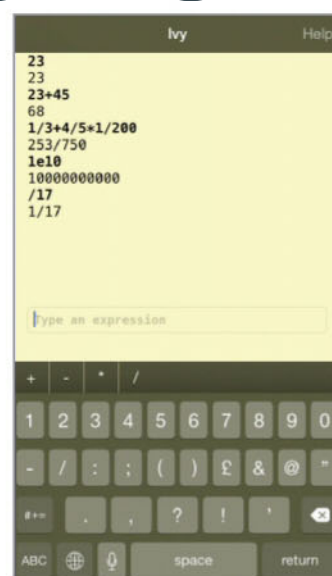 Ivy Help
23
23
23+45
68
1/3+4/5*1/200
253/750
1e10
10000000000
/17
1/17
Type an expression
+ - * /
1 2 3 4 5 6 7 8 9 0
- / : ; ( ) £ & @ "
#+= . , ? ! '
ABC space return